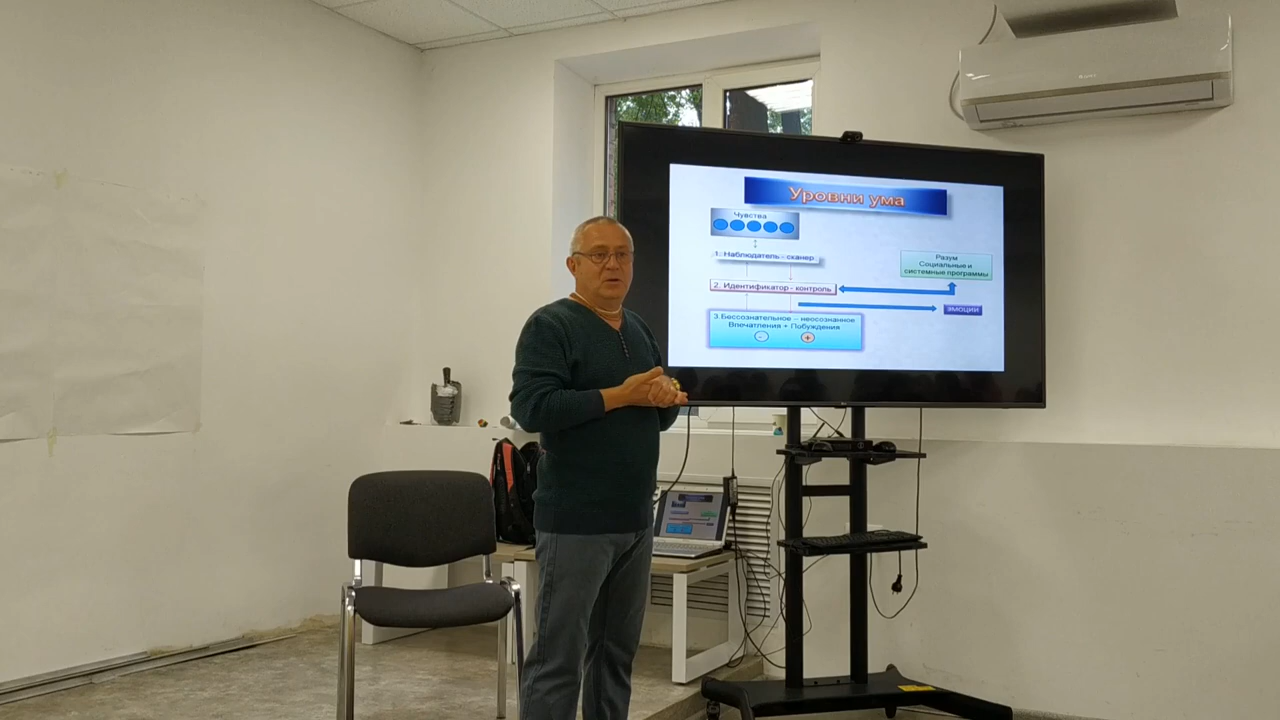 Уровни ума
Чувства
1. Наблюдатель - сканер
Разум
Социальные и
системные программы
2. Идентификатор - контроль
ЭМОЦИИ
3.Бессознательное – неосознанное
Впечатления + Побуждения
- +